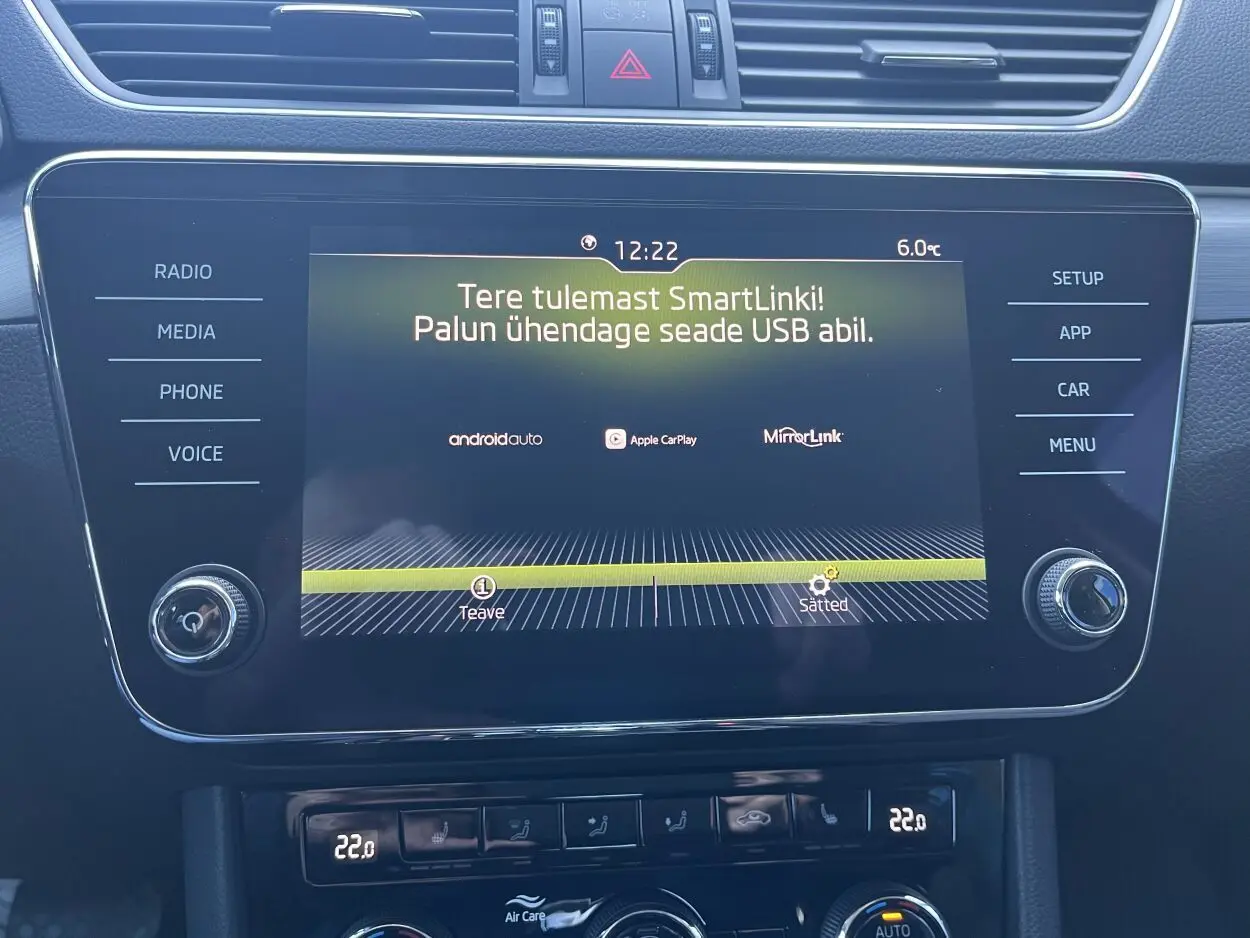 12:22
6.0°C
RADIO
MEDIA
PHONE
VOICE
Tere tulemast SmartLinki!
Palun ühendage seade USB abil.
androidauto
Apple CarPlay
MirrorLink
Teave
Sätted
SETUP
APP
CAR
MENU
22.0
22.0
Air Care
AUTO